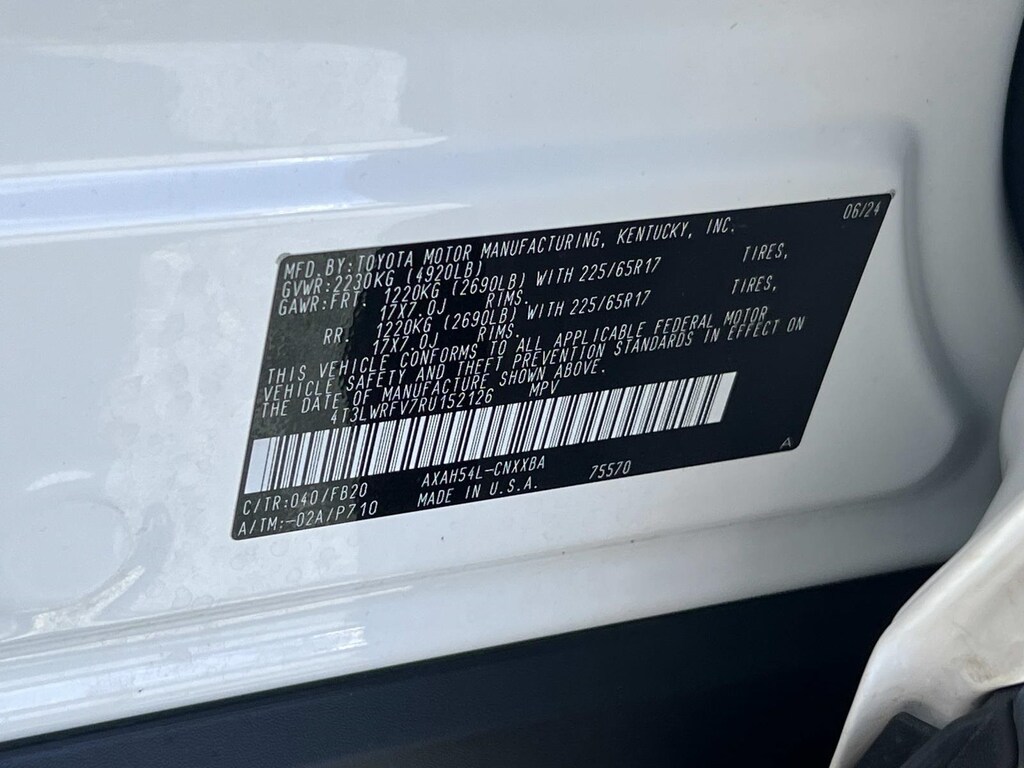 06/24
MFD. BY: TOYOTA MOTOR MANUFACTURING, KENTUCKY, INC.
GVWR: 2230KG (4920LB)
GAWR: FRT. 1220KG (2690LB) WITH 225/65R17 TIRES,
17X7.0J RIMS.
RR. 1220KG (2690LB) WITH 225/65R17 TIRES,
17X7.0J RIMS.
THIS VEHICLE CONFORMS TO ALL APPLICABLE FEDERAL MOTOR
VEHICLE SAFETY AND THEFT PREVENTION STANDARDS IN EFFECT ON
THE DATE OF MANUFACTURE SHOWN ABOVE.
4T3LWRFV7RU152126 MPV
C/TR: 040/FB20 AXAH54L-CNXXBA 75570 A
A/TM: -02A/P710 MADE IN U.S.A.